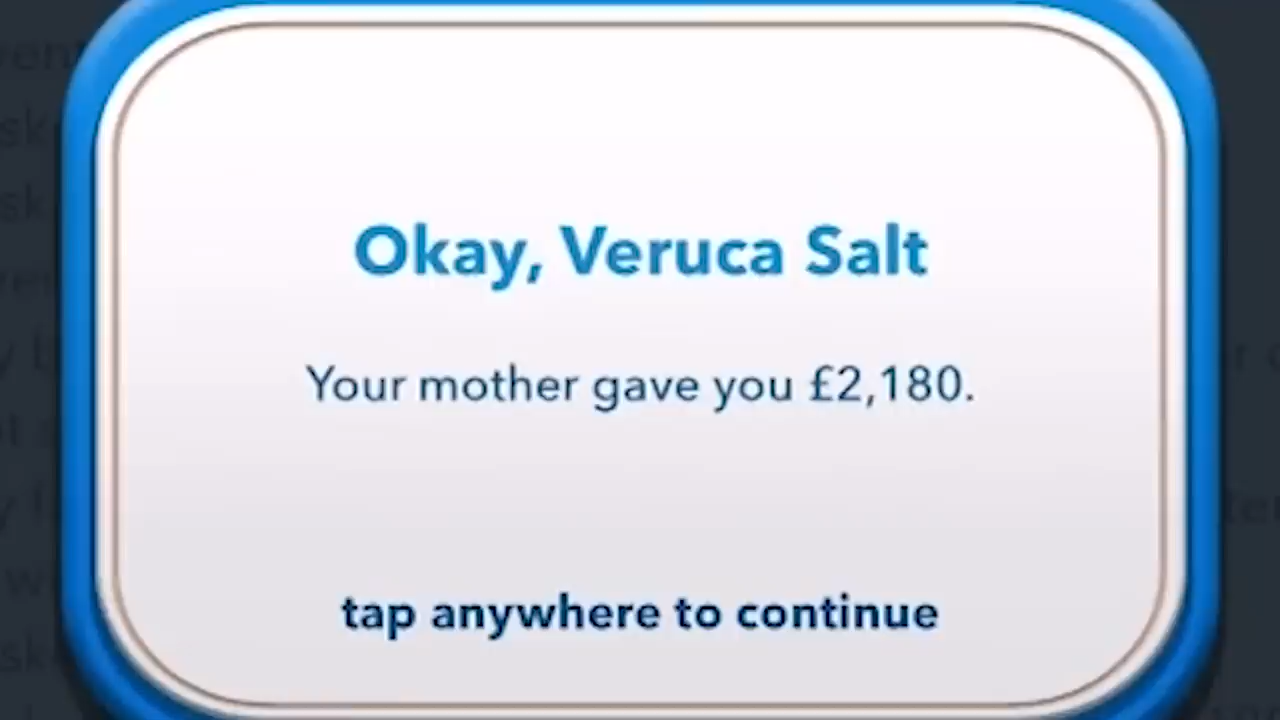 Okay, Veruca Salt
Your mother gave you £2,180.
tap anywhere to continue